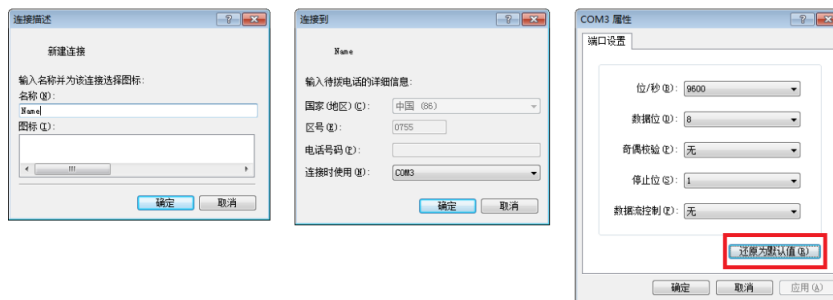 连接描述
新建连接
输入名称并为该连接选择图标:
名称(N):
Name
图标(I):
确定
取消
连接到
Name
输入待拨电话的详细信息:
国家(地区)(C): 中国 (86)
区号(E): 0755
电话号码(P):
连接时使用(N): COM3
确定
取消
COM3 属性
端口设置
位/秒(B): 9600
数据位(D): 8
奇偶校验(P): 无
停止位(S): 1
数据流控制(F): 无
还原为默认值(R)
确定
取消
应用(A)